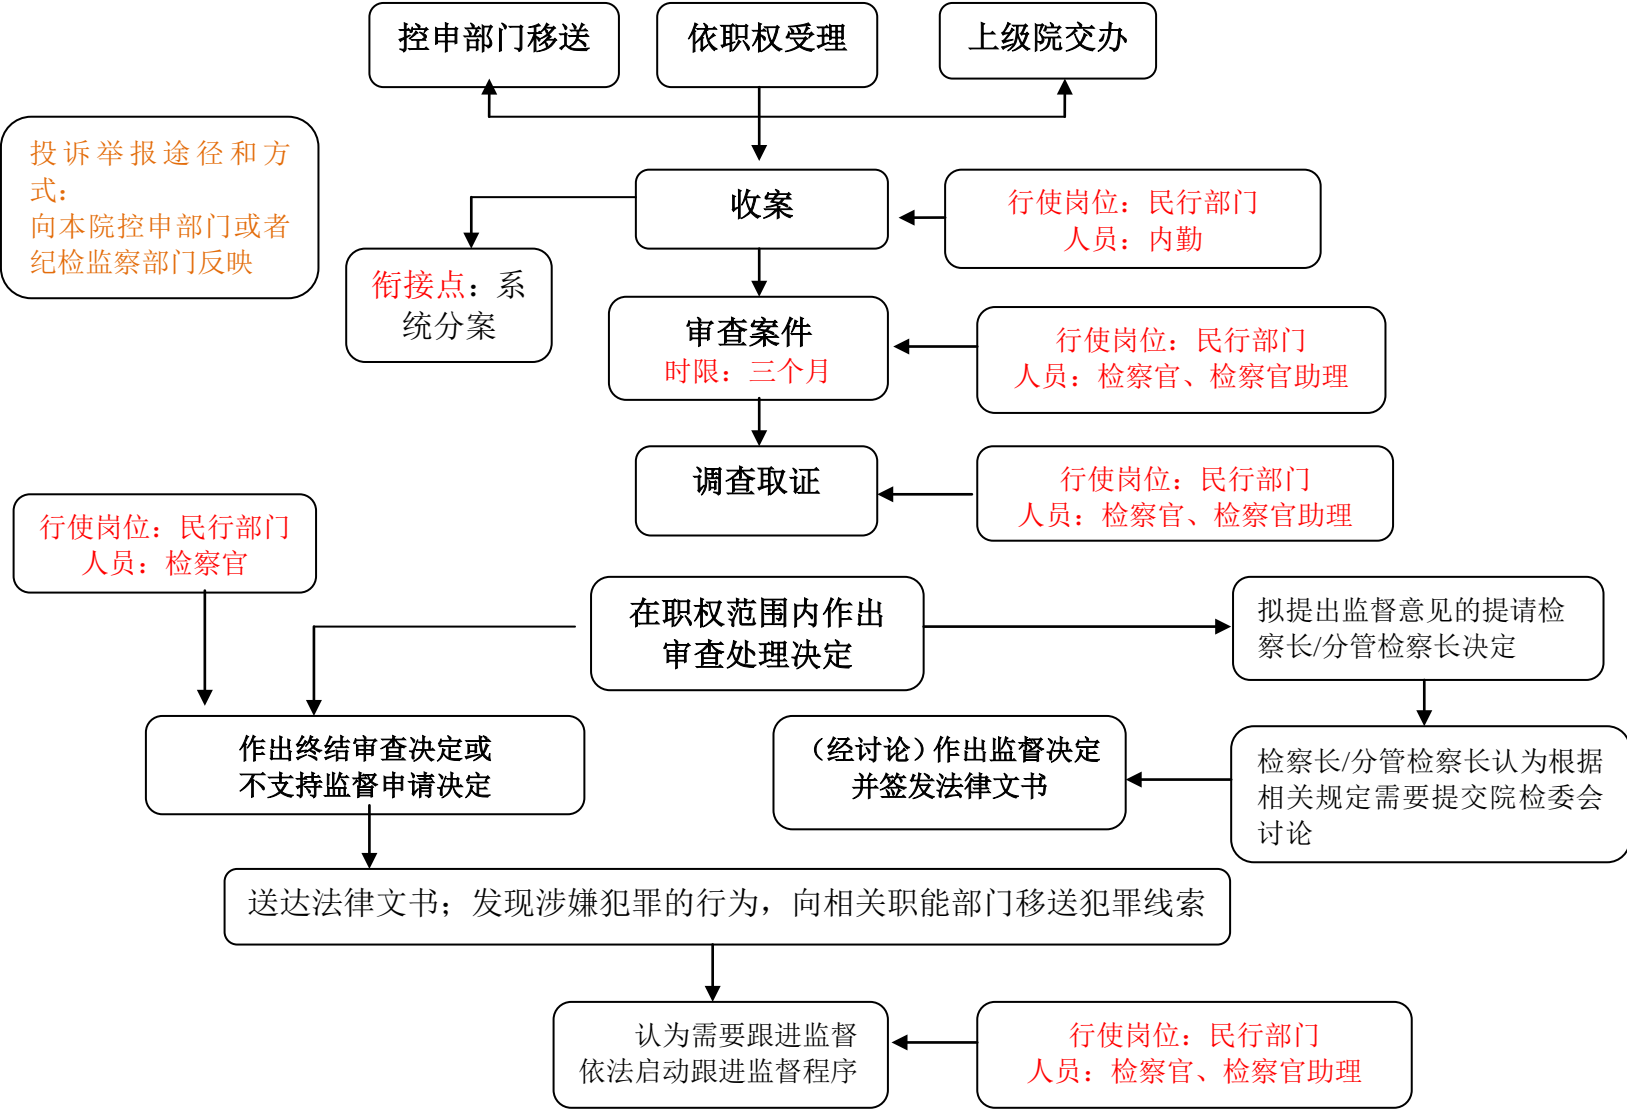 控申部门移送
依职权受理
上级院交办
投诉举报途径和方
式：
向本院控申部门或者
纪检监察部门反映
收案
行使岗位：民行部门
人员：内勤
衔接点：系
统分案
审查案件
时限：三个月
行使岗位：民行部门
人员：检察官、检察官助理
调查取证
行使岗位：民行部门
人员：检察官、检察官助理
行使岗位：民行部门
人员：检察官
在职权范围内作出
审查处理决定
拟提出监督意见的提请检
察长/分管检察长决定
作出终结审查决定或
不支持监督申请决定
（经讨论）作出监督决定
并签发法律文书
检察长/分管检察长认为根据
相关规定需要提交院检委会
讨论
送达法律文书；发现涉嫌犯罪的行为，向相关职能部门移送犯罪线索
认为需要跟进监督
依法启动跟进监督程序
行使岗位：民行部门
人员：检察官、检察官助理